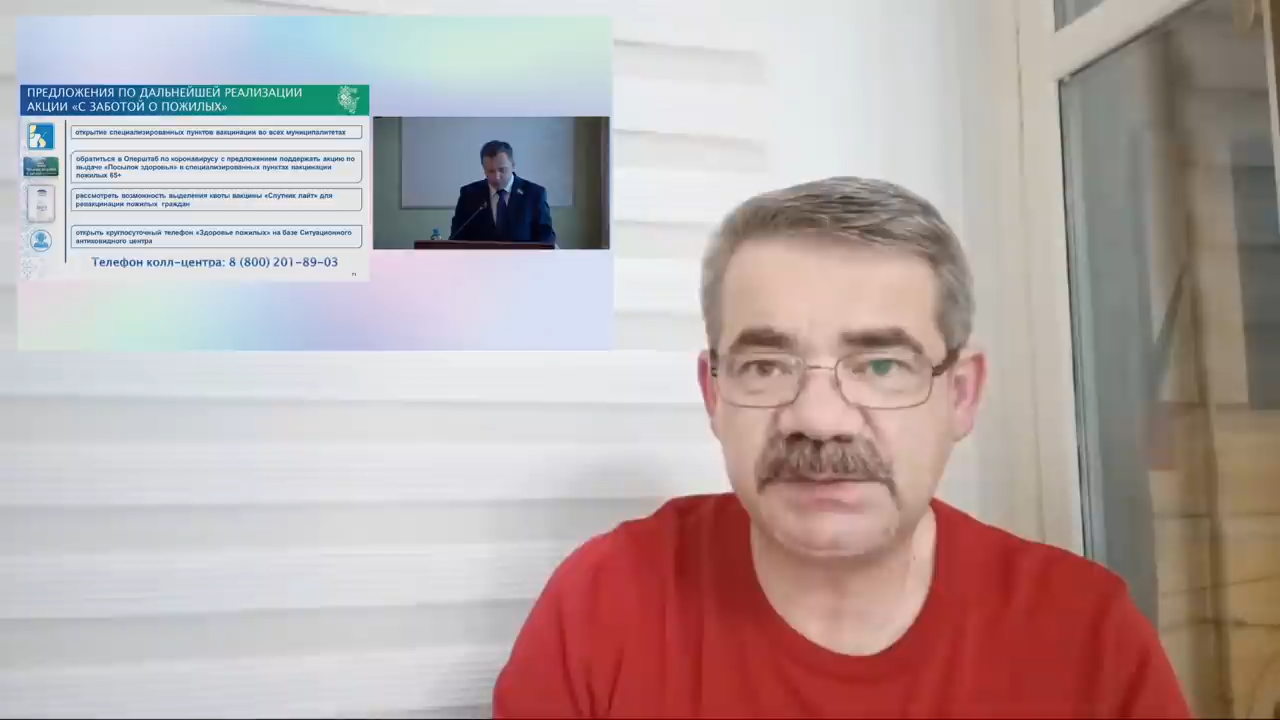 ПРЕДЛОЖЕНИЯ ПО ДАЛЬНЕЙШЕЙ РЕАЛИЗАЦИИ
АКЦИИ «С ЗАБОТОЙ О ПОЖИЛЫХ»
открытие специализированных пунктов вакцинации во всех муниципалитетах
обратиться в Оперштаб по коронавирусу с предложением поддержать акцию по
выдаче «Посылок здоровья» в специализированных пунктах вакцинации
пожилых 65+
рассмотреть возможность выделения квоты вакцины «Спутник лайт» для
ревакцинации пожилых граждан
открыть круглосуточный телефон «Здоровье пожилых» на базе Ситуационного
антиковидного центра
Телефон колл-центра: 8 (800) 201-89-03